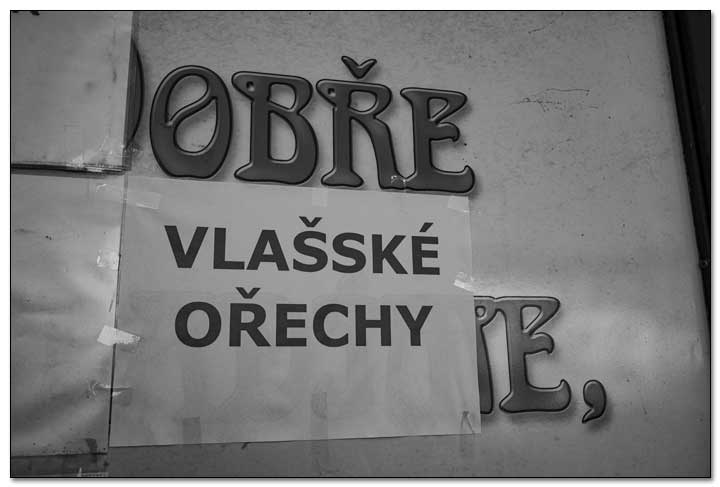 OBŘE
VLAŠSKÉ
OŘECHY
E,